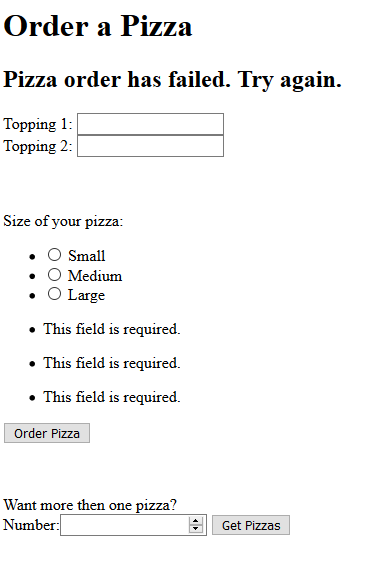 Order a Pizza
Pizza order has failed. Try again.
Topping 1:
Topping 2:
Size of your pizza:
Small
Medium
Large
This field is required.
This field is required.
This field is required.
Order Pizza
Want more then one pizza?
Number: Get Pizzas